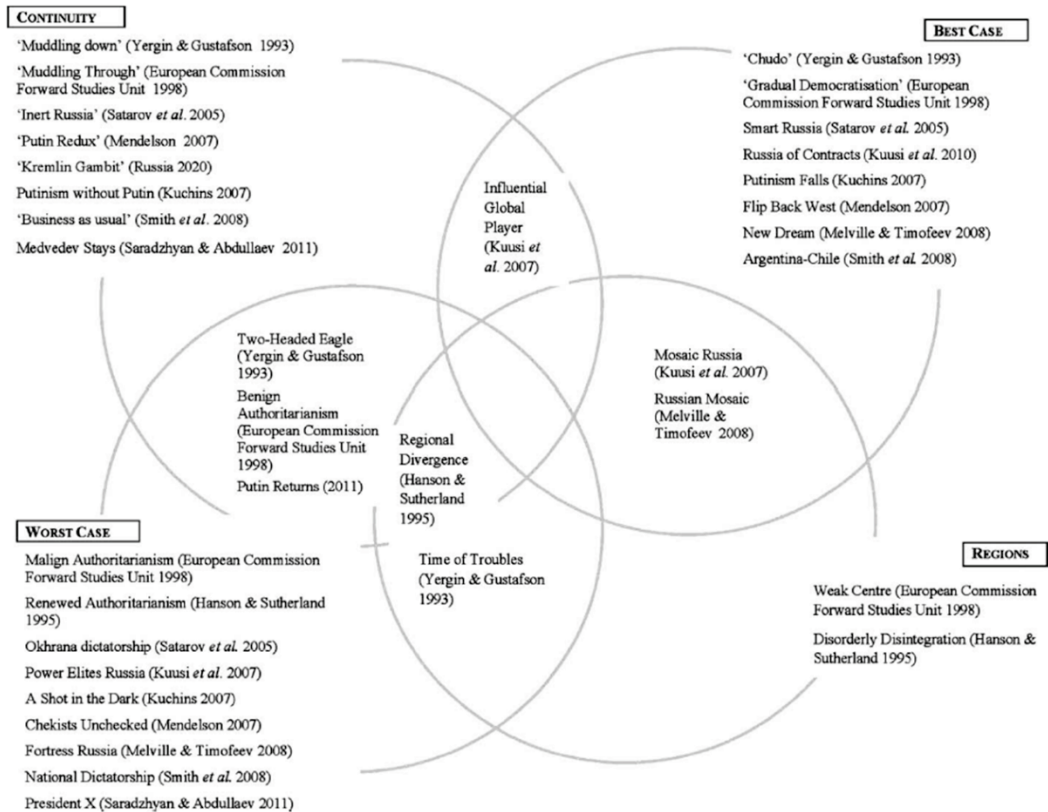 CONTINUITY
‘Muddling down’ (Yergin & Gustafson 1993)
‘Muddling Through’ (European Commission
Forward Studies Unit 1998)
‘Inert Russia’ (Satarov et al. 2005)
‘Putin Redux’ (Mendelson 2007)
‘Kremlin Gambit’ (Russia 2020)
Putinism without Putin (Kuchins 2007)
‘Business as usual’ (Smith et al. 2008)
Medvedev Stays (Saradzhyan & Abdullaev 2011)
BEST CASE
‘Chudo’ (Yergin & Gustafson 1993)
‘Gradual Democratisation’ (European
Commission Forward Studies Unit 1998)
Smart Russia (Satarov et al. 2005)
Russia of Contracts (Kuusi et al. 2010)
Putinism Falls (Kuchins 2007)
Flip Back West (Mendelson 2007)
New Dream (Melville & Timofeev 2008)
Argentina-Chile (Smith et al. 2008)
Influential
Global
Player
(Kuusi et
al. 2007)
Two-Headed Eagle
(Yergin & Gustafson
1993)
Benign
Authoritarianism
(European Commission
Forward Studies Unit
1998)
Putin Returns (2011)
Regional
Divergence
(Hanson &
Sutherland
1995)
Mosaic Russia
(Kuusi et al. 2007)
Russian Mosaic
(Melville &
Timofeev 2008)
WORST CASE
Malign Authoritarianism (European Commission
Forward Studies Unit 1998)
Renewed Authoritarianism (Hanson & Sutherland
1995)
Okhrana dictatorship (Satarov et al. 2005)
Power Elites Russia (Kuusi et al. 2007)
A Shot in the Dark (Kuchins 2007)
Chekists Unchecked (Mendelson 2007)
Fortress Russia (Melville & Timofeev 2008)
National Dictatorship (Smith et al. 2008)
President X (Saradzhyan & Abdullaev 2011)
Time of Troubles
(Yergin & Gustafson
1993)
REGIONS
Weak Centre (European Commission
Forward Studies Unit 1998)
Disorderly Disintegration (Hanson &
Sutherland 1995)